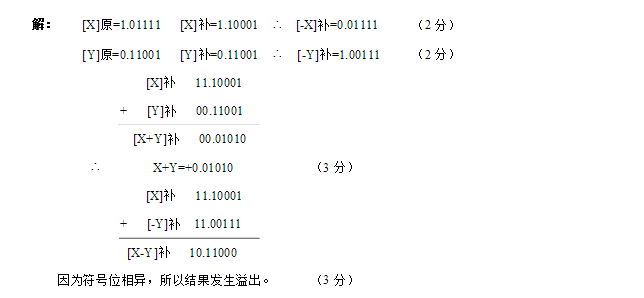 解： [X]原=1.01111 [X]补=1.10001 ∴ [-X]补=0.01111 （2 分）
[Y]原=0.11001 [Y]补=0.11001 ∴ [-Y]补=1.00111 （2 分）
[X]补 11.10001
+ [Y]补 00.11001
[X+Y]补 00.01010
∴ X+Y=+0.01010 （3 分）
[X]补 11.10001
+ [-Y]补 11.00111
[X-Y]补 10.11000
因为符号位相异，所以结果发生溢出。 （3 分）